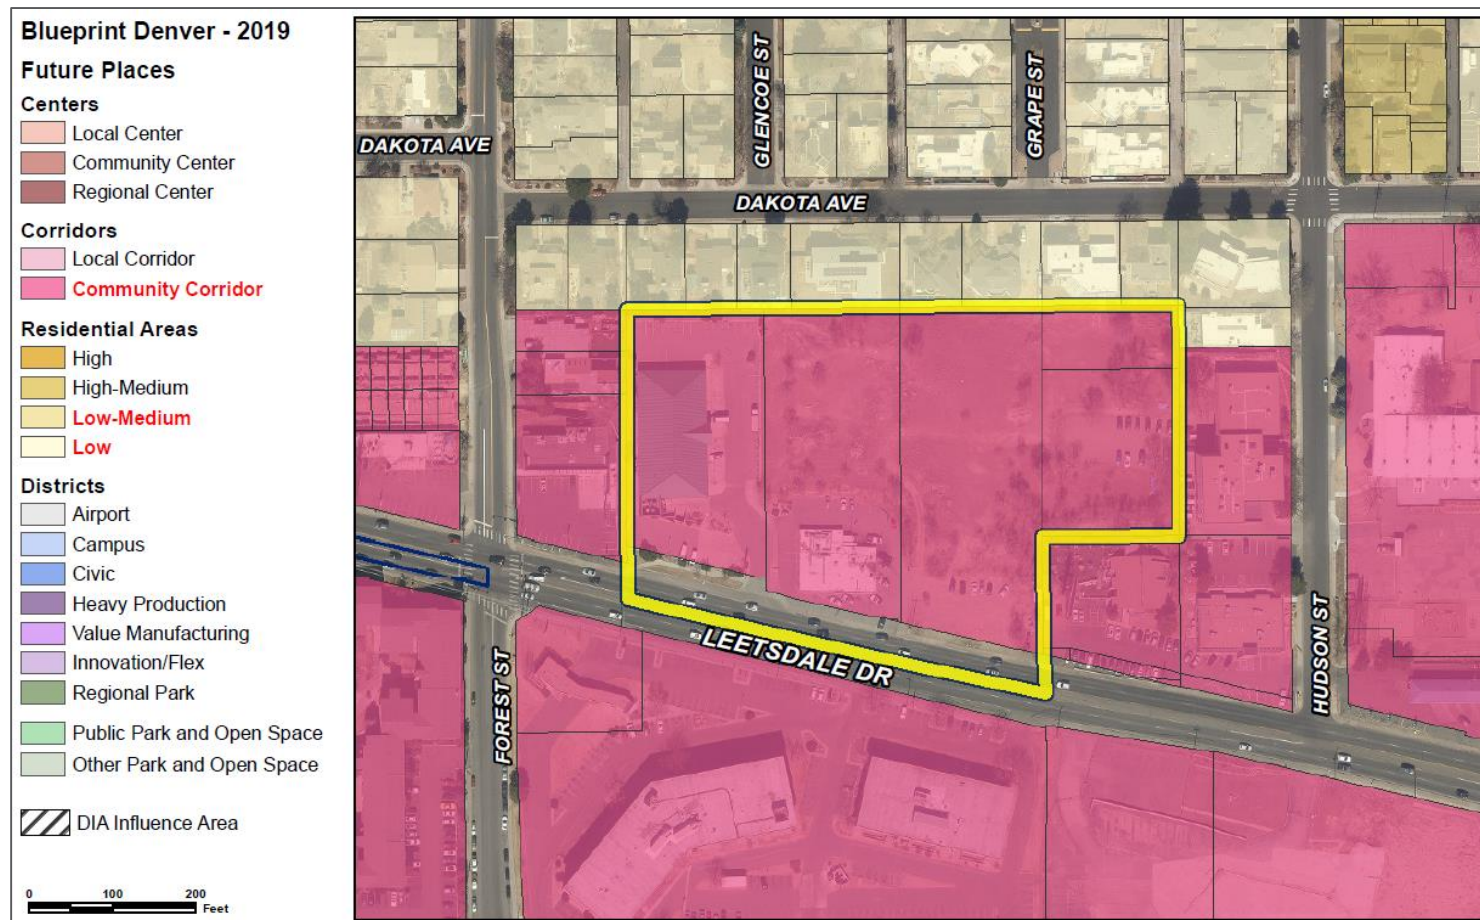 Blueprint Denver - 2019
Future Places
Centers
Local Center
Community Center
Regional Center
Corridors
Local Corridor
Community Corridor
Residential Areas
High
High-Medium
Low-Medium
Low
Districts
Airport
Campus
Civic
Heavy Production
Value Manufacturing
Innovation/Flex
Regional Park
Public Park and Open Space
Other Park and Open Space
DIA Influence Area
0 100 200
Feet
DAKOTA AVE
GLENCOE ST
GRAPE ST
DAKOTA AVE
LEETSDALE DR
FOREST ST
HUDSON ST